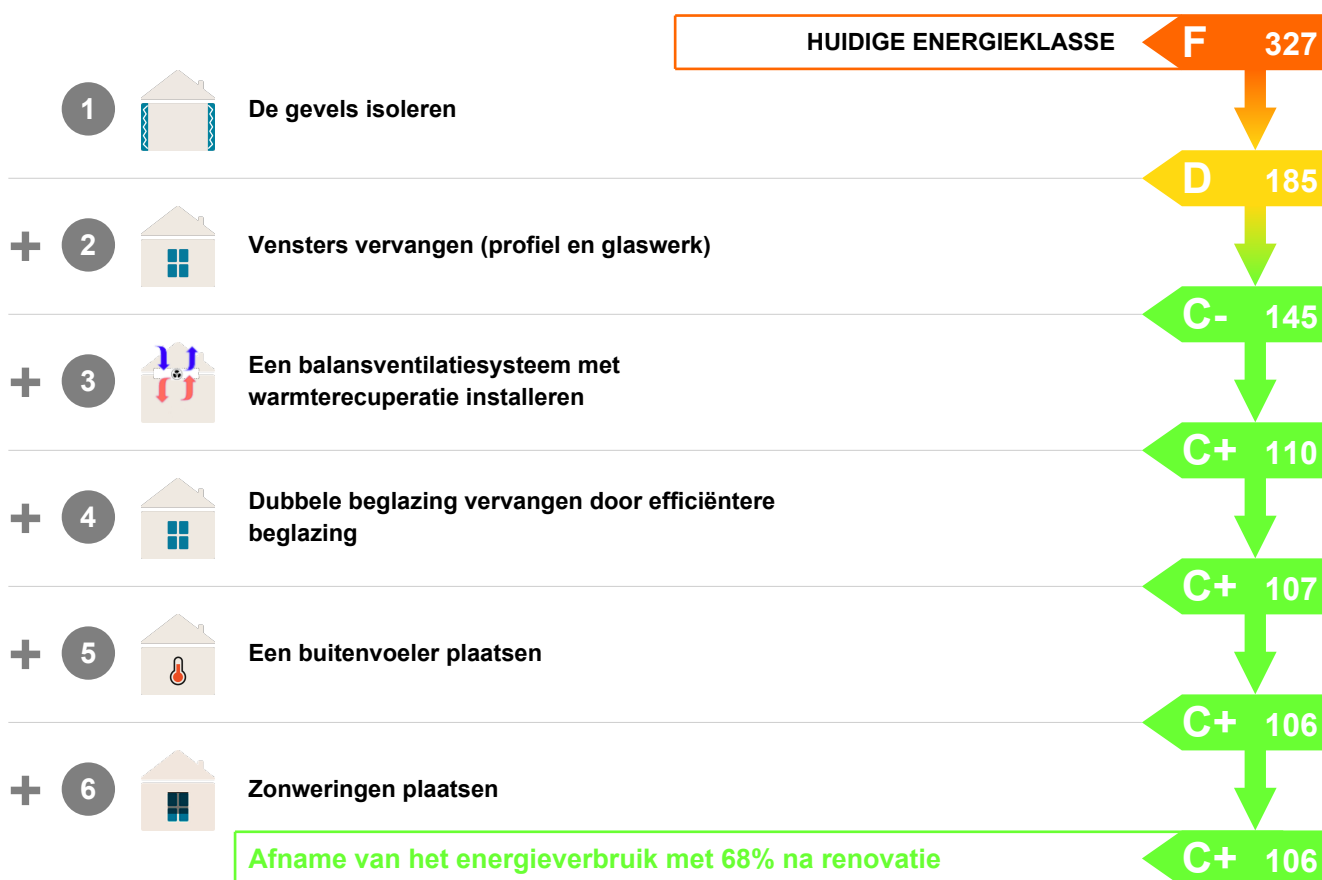 HUIDIGE ENERGIEKLASSE F 327
1 De gevels isoleren
D 185
+ 2 Vensters vervangen (profiel en glaswerk)
C- 145
+ 3 Een balansventilatiesysteem met
warmterecuperatie installeren
C+ 110
+ 4 Dubbele beglazing vervangen door efficiëntere
beglazing
C+ 107
+ 5 Een buitenvoeler plaatsen
C+ 106
+ 6 Zonweringen plaatsen
Afname van het energieverbruik met 68% na renovatie C+ 106